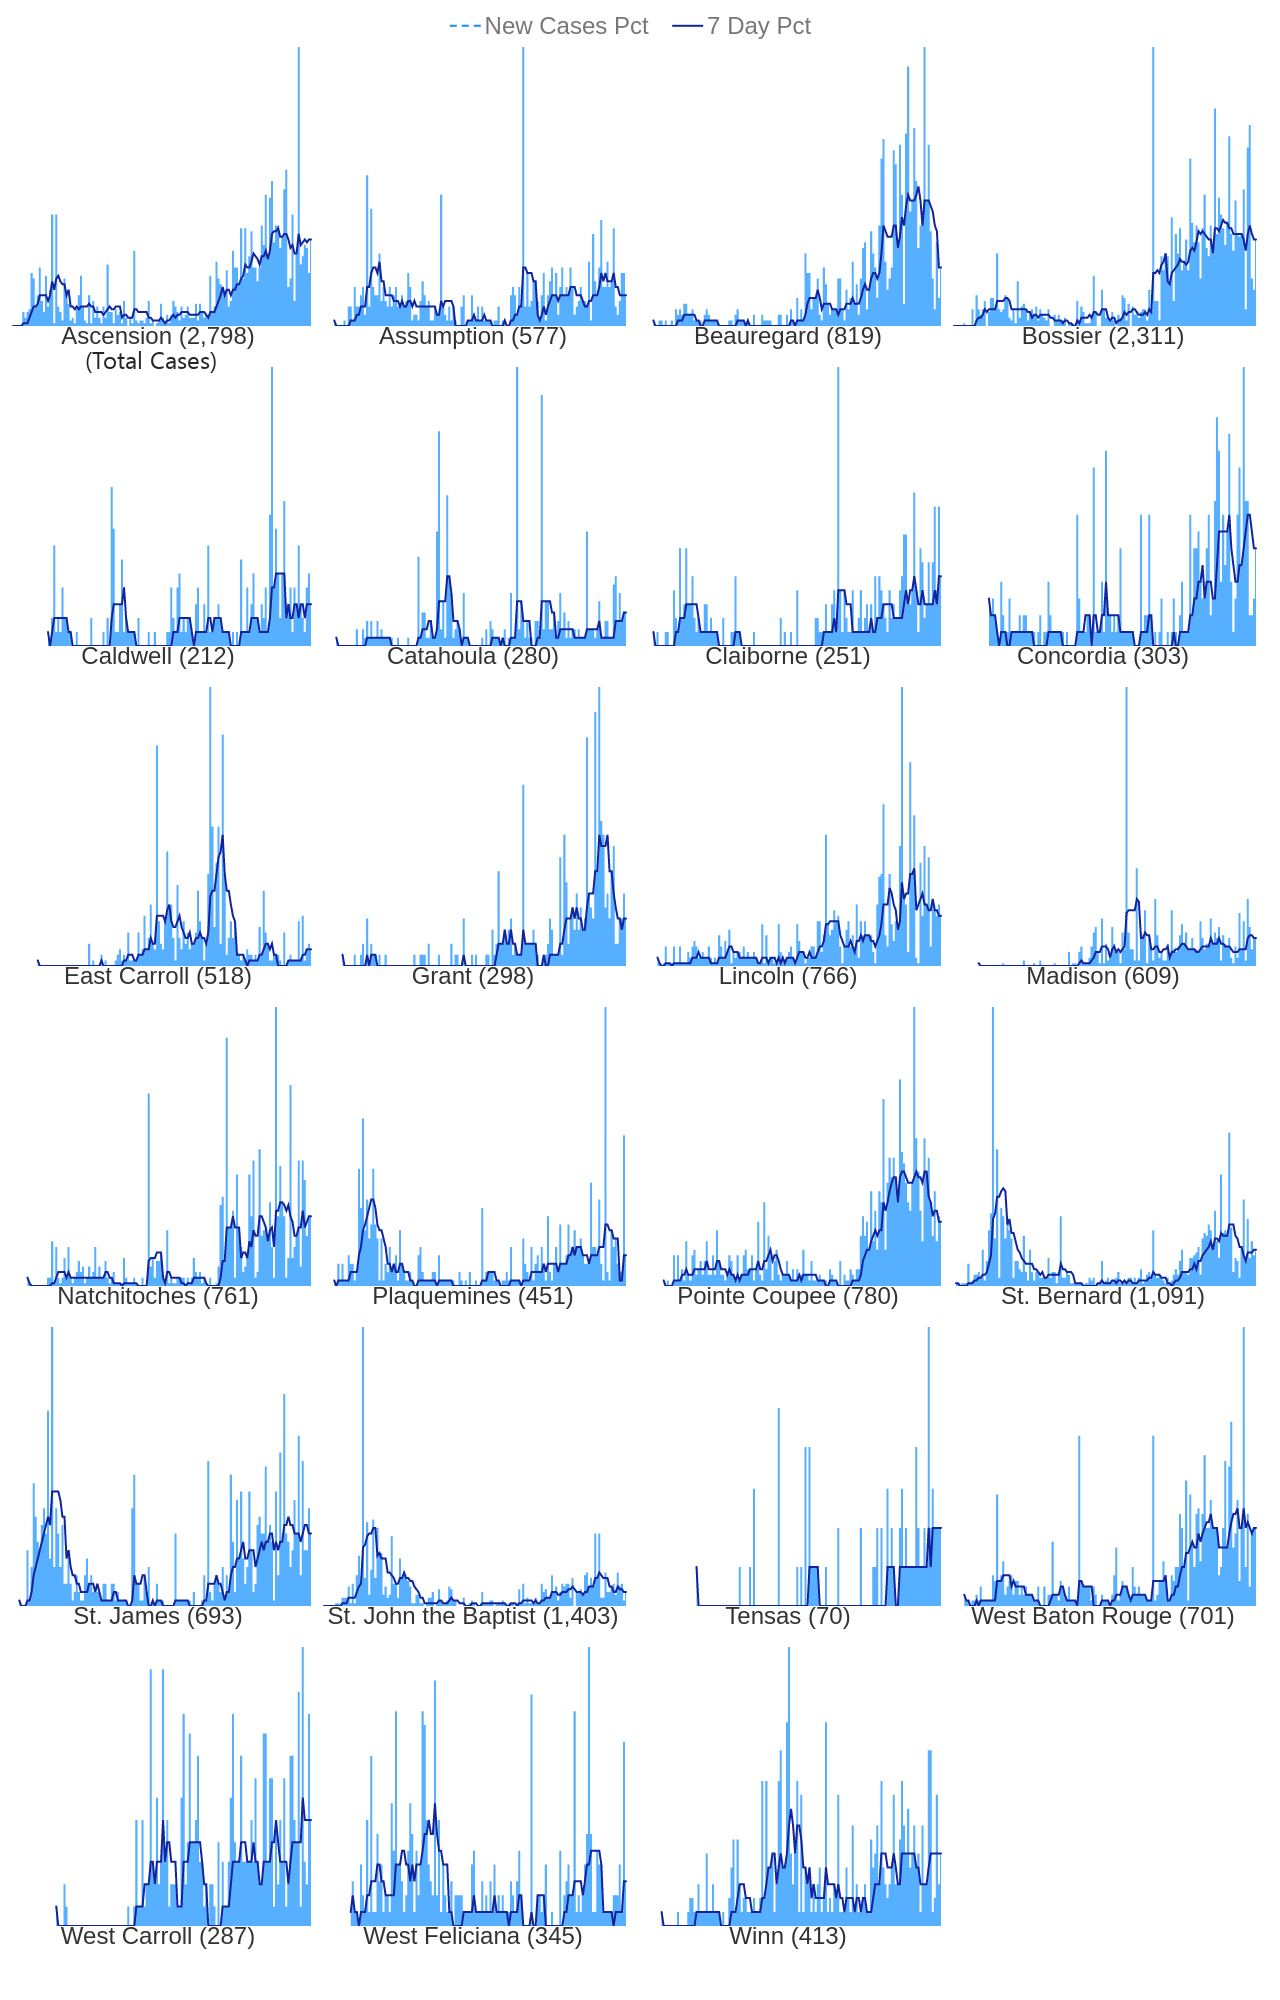 New Cases Pct 7 Day Pct
Ascension (2,798) Assumption (577) Beauregard (819) Bossier (2,311)
(Total Cases)
Caldwell (212) Catahoula (280) Claiborne (251) Concordia (303)
East Carroll (518) Grant (298) Lincoln (766) Madison (609)
Natchitoches (761) Plaquemines (451) Pointe Coupee (780) St. Bernard (1,091)
St. James (693) St. John the Baptist (1,403) Tensas (70) West Baton Rouge (701)
West Carroll (287) West Feliciana (345) Winn (413)